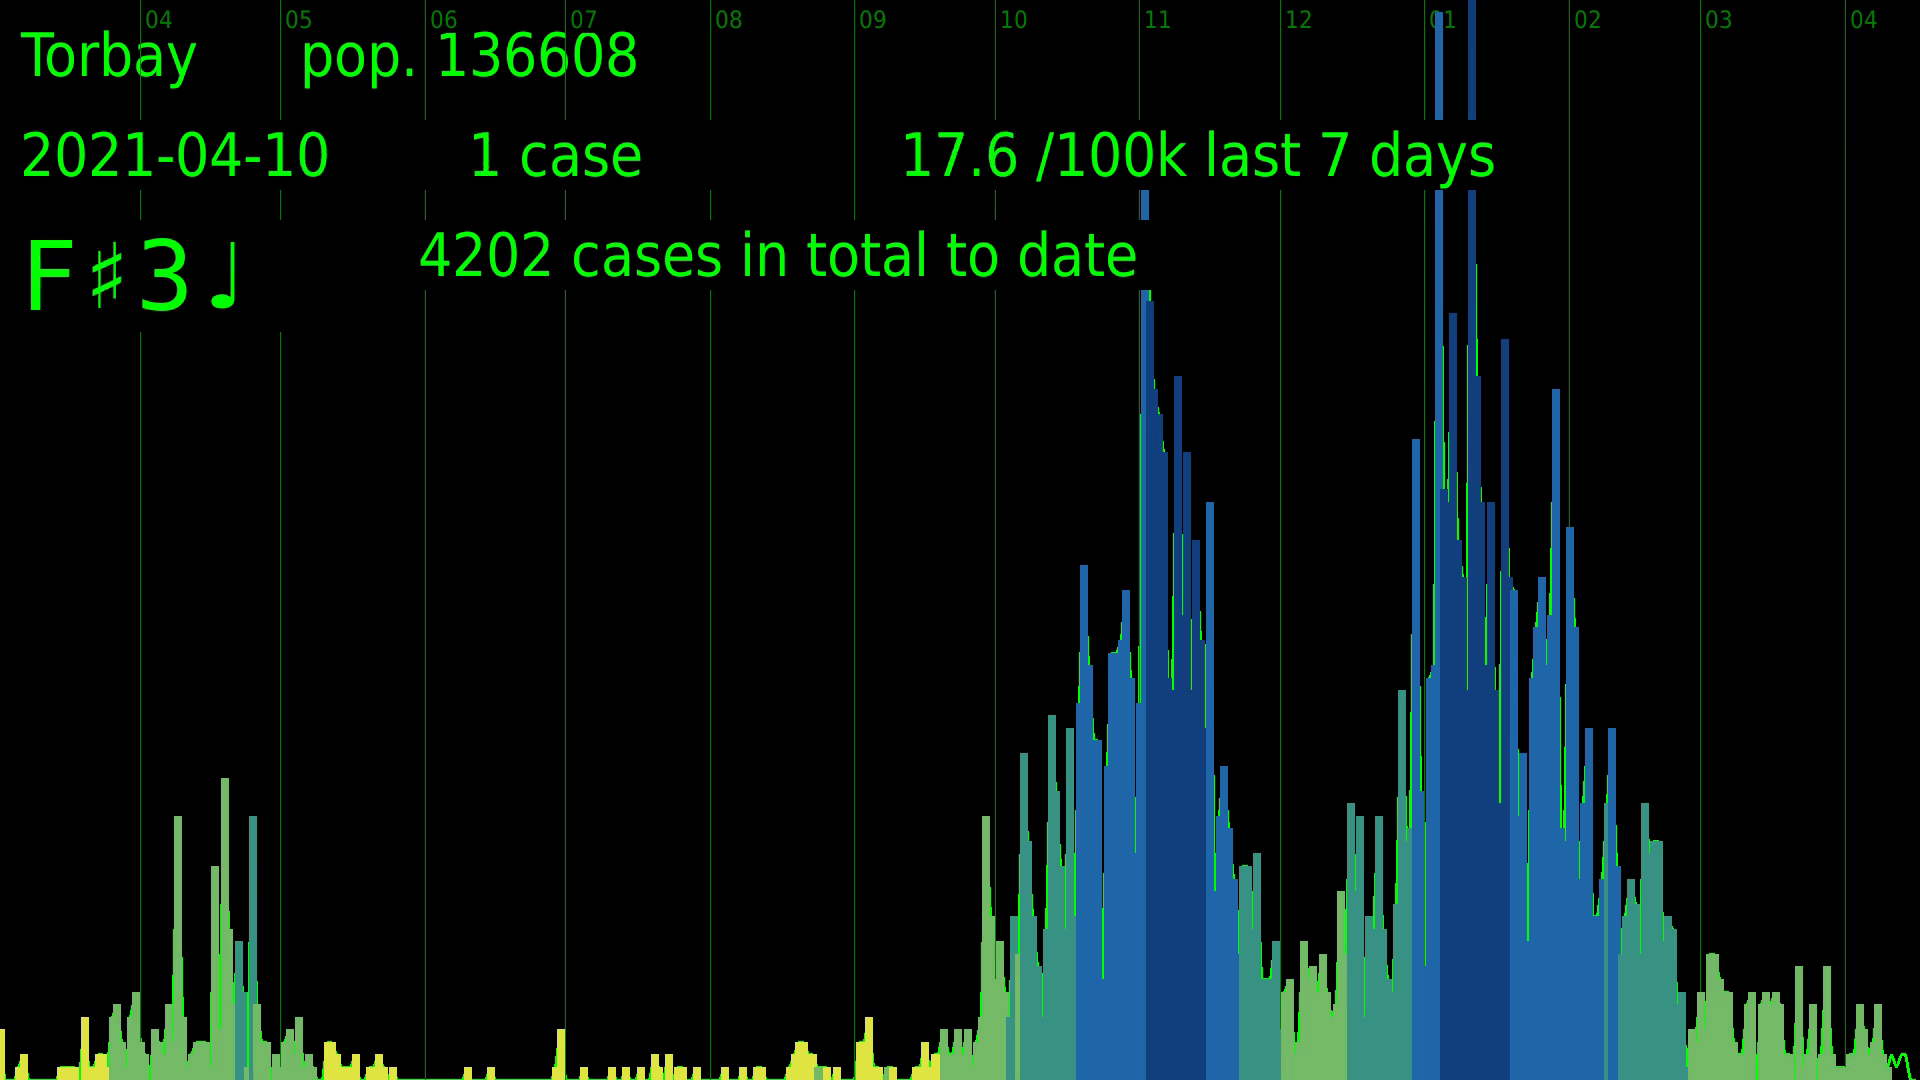 04 05 06 07 08 09 10 11 12 01 02 03 04
Torbay pop. 136608
2021-04-10 1 case 17.6 /100k last 7 days
F♯3♩ 4202 cases in total to date